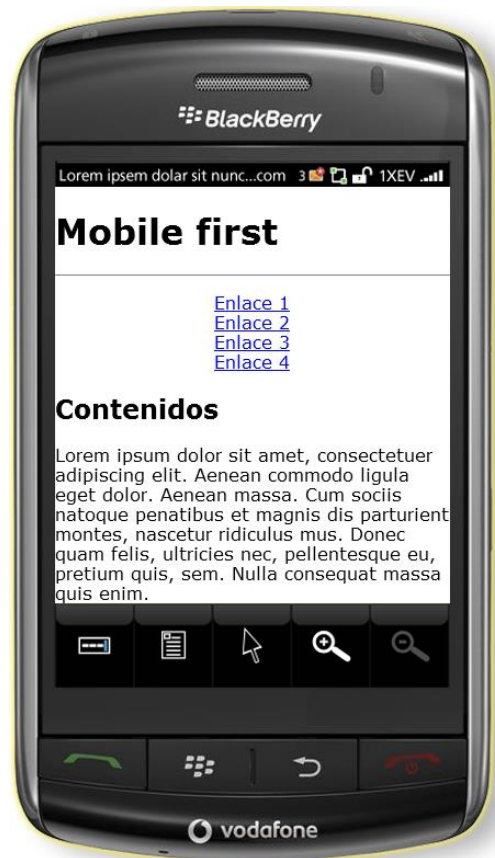 BlackBerry
Lorem ipsem dolar sit nunc...com 3 1XEV
Mobile first
Enlace 1
Enlace 2
Enlace 3
Enlace 4
Contenidos
Lorem ipsum dolor sit amet, consectetuer
adipiscing elit. Aenean commodo ligula
eget dolor. Aenean massa. Cum sociis
natoque penatibus et magnis dis parturient
montes, nascetur ridiculus mus. Donec
quam felis, ultricies nec, pellentesque eu,
pretium quis, sem. Nulla consequat massa
quis enim.
vodafone